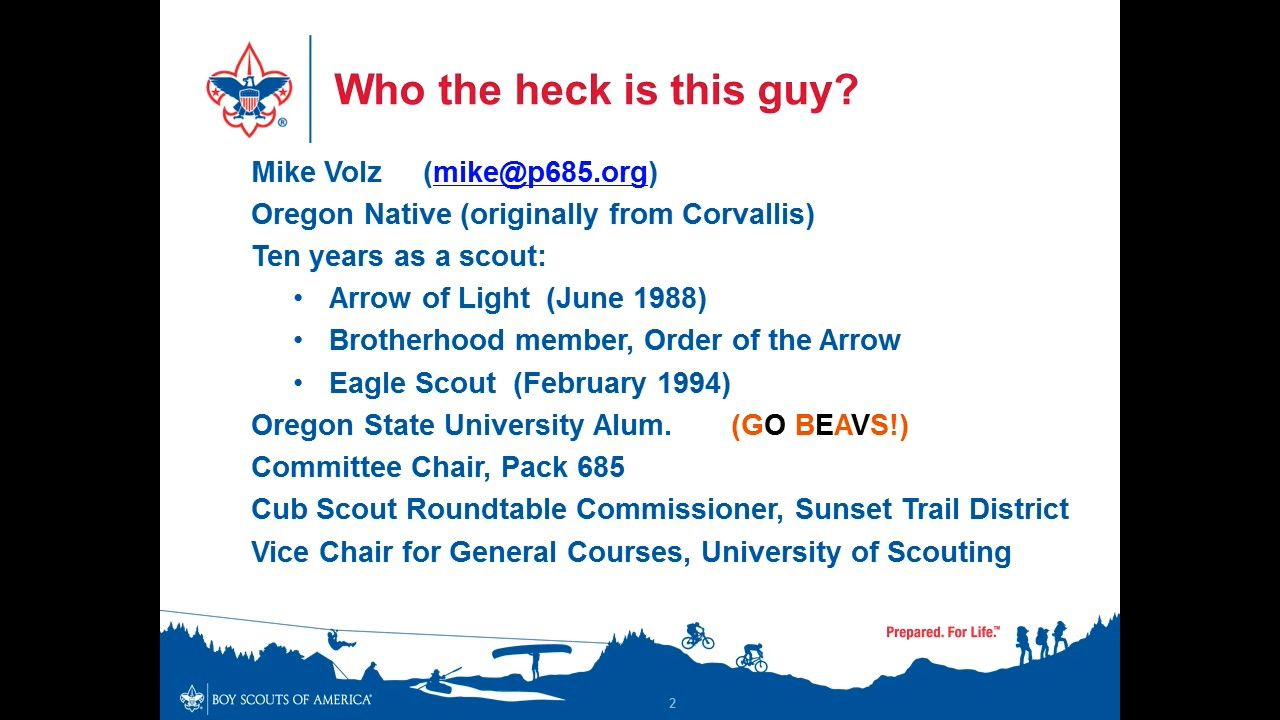 Who the heck is this guy?
Mike Volz (mike@p685.org)
Oregon Native (originally from Corvallis)
Ten years as a scout:
• Arrow of Light (June 1988)
• Brotherhood member, Order of the Arrow
• Eagle Scout (February 1994)
Oregon State University Alum. (GO BEAVS!)
Committee Chair, Pack 685
Cub Scout Roundtable Commissioner, Sunset Trail District
Vice Chair for General Courses, University of Scouting
Prepared. For Life.™
BOY SCOUTS OF AMERICA®
2